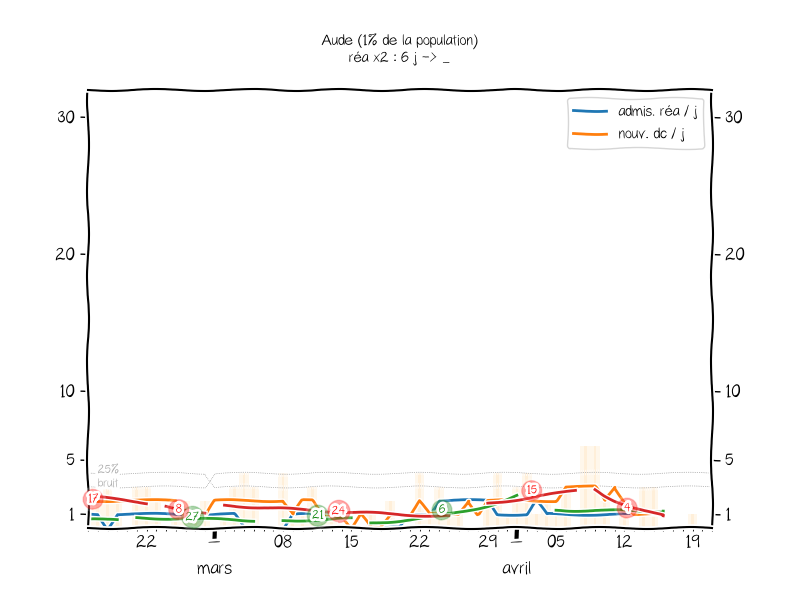 Aude (1% de la population)
réa x2 : 6 j -> _
admis. réa / j
nouv. dc / j
30 30
20 20
10 10
5 5
25%
bruit
1 1
17 8 27 21 24 6 15 4
22 1 08 15 22 29 1 05 12 19
mars avril